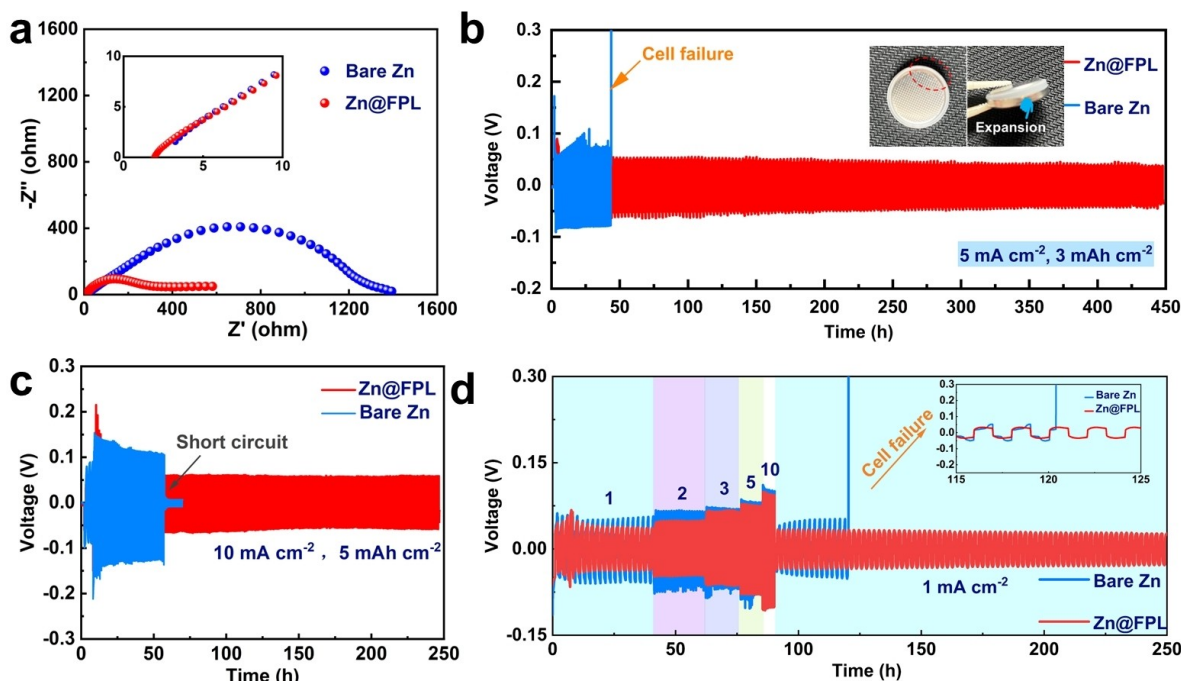 a
1600
1200
800
400
0
-Z'' (ohm)
0
400
800
1200
1600
Z' (ohm)
10
5
0
0
5
10
Bare Zn
Zn@FPL
b
0.3
0.2
0.1
0.0
-0.1
-0.2
Voltage (V)
Cell failure
Expansion
Zn@FPL
Bare Zn
5 mA cm-2, 3 mAh cm-2
0
50
100
150
200
250
300
350
400
450
Time (h)
c
0.3
0.2
0.1
0.0
-0.1
-0.2
-0.3
Voltage (V)
Zn@FPL
Bare Zn
Short circuit
10 mA cm-2 , 5 mAh cm-2
0
50
100
150
200
250
Time (h)
d
0.30
0.15
0.00
-0.15
Voltage (V)
1
2
3
5
10
Cell failure
Bare Zn
Zn@FPL
0.3
0.2
0.1
0.0
-0.1
-0.2
115
120
125
1 mA cm-2
Bare Zn
Zn@FPL
0
50
100
150
200
250
Time (h)